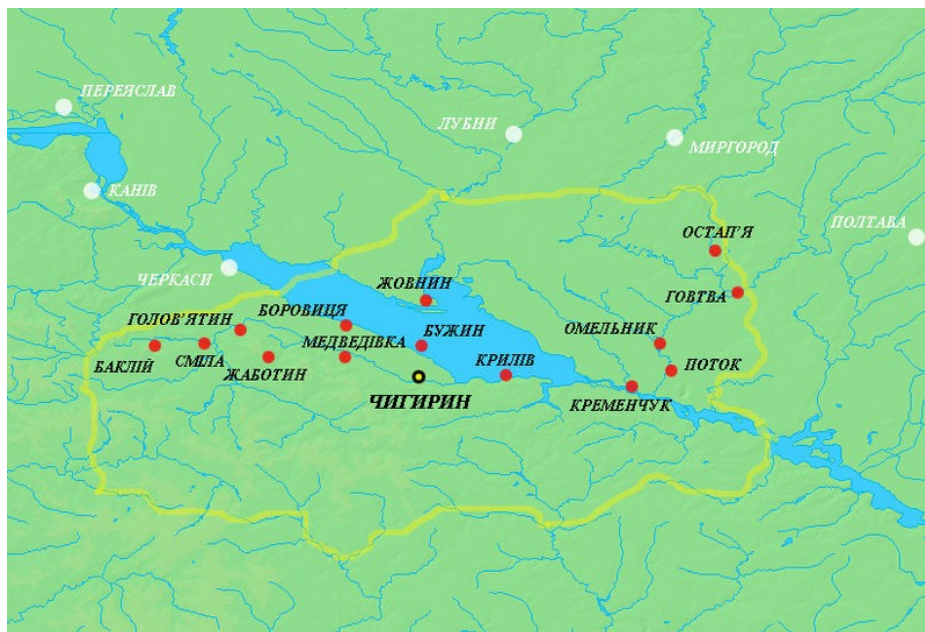 ПЕРЕЯСЛАВ
ЛУБНИ
МИРГОРОД
КАНІВ
ПОЛТАВА
ОСТАП’Я
ЧЕРКАСИ
ЖОВНИН
ГОВТВА
БОРОВИЦЯ
ГОЛОВ’ЯТИН
БУЖИН
ОМЕЛЬНИК
МЕДВЕДІВКА
КРИЛІВ
ПОТОК
БАКЛІЙ
СМІЛА
ЖАБОТИН
ЧИГИРИН
КРЕМЕНЧУК